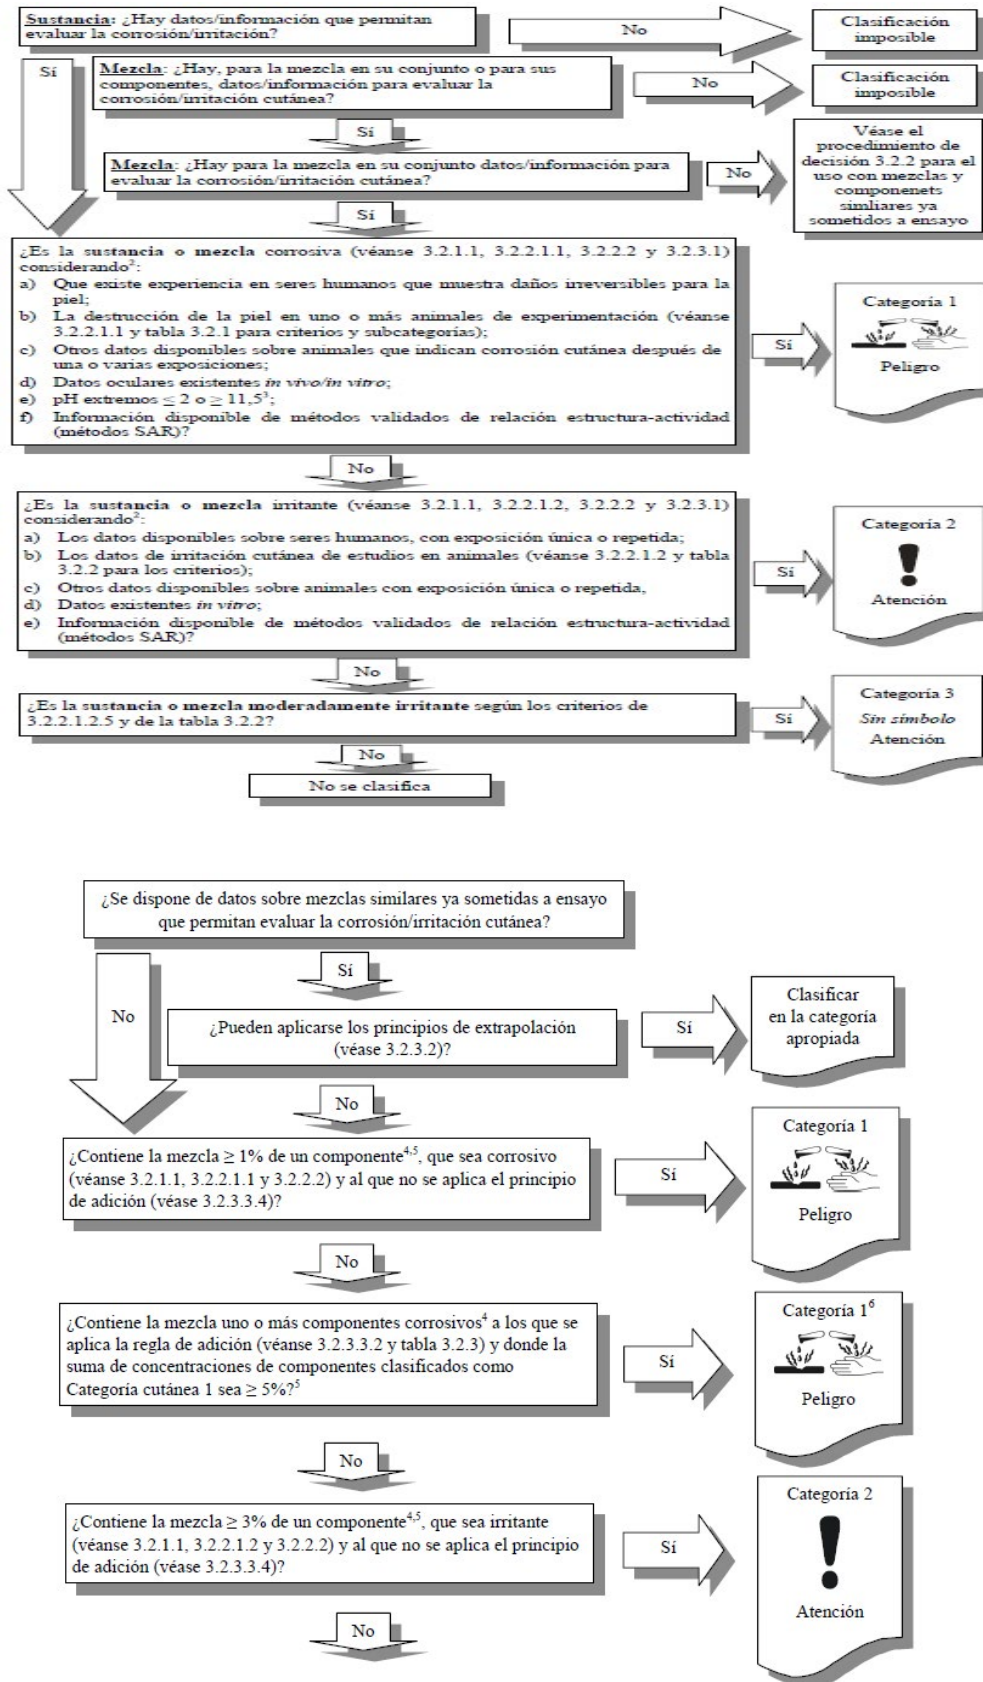 Sustancia: ¿Hay datos/información que permitan
evaluar la corrosión/irritación?
No
Clasificación
imposible
Sí
Mezcla: ¿Hay, para la mezcla en su conjunto o para sus
componentes, datos/información para evaluar la
corrosión/irritación cutánea?
No
Clasificación
imposible
Sí
Mezcla: ¿Hay para la mezcla en su conjunto datos/información para
evaluar la corrosión/irritación cutánea?
No
Véase el
procedimiento de
decisión 3.2.2 para el
uso con mezclas y
componenets
simliares ya
sometidos a ensayo
Sí
¿Es la sustancia o mezcla corrosiva (véanse 3.2.1.1, 3.2.2.1.1, 3.2.2.2 y 3.2.3.1)
considerando²:
a) Que existe experiencia en seres humanos que muestra daños irreversibles para la
piel;
b) La destrucción de la piel en uno o más animales de experimentación (véanse
3.2.2.1.1 y tabla 3.2.1 para criterios y subcategorías);
c) Otros datos disponibles sobre animales que indican corrosión cutánea después de
una o varias exposiciones;
d) Datos oculares existentes in vivo/in vitro;
e) pH extremos ≤ 2 o ≥ 11,5³;
f) Información disponible de métodos validados de relación estructura-actividad
(métodos SAR)?
Sí
Categoría 1
Peligro
No
¿Es la sustancia o mezcla irritante (véanse 3.2.1.1, 3.2.2.1.2, 3.2.2.2 y 3.2.3.1)
considerando²:
a) Los datos disponibles sobre seres humanos, con exposición única o repetida;
b) Los datos de irritación cutánea de estudios en animales (véanse 3.2.2.1.2 y tabla
3.2.2 para los criterios);
c) Otros datos disponibles sobre animales con exposición única o repetida,
d) Datos existentes in vitro;
e) Información disponible de métodos validados de relación estructura-actividad
(métodos SAR)?
Sí
Categoría 2
Atención
No
¿Es la sustancia o mezcla moderadamente irritante según los criterios de
3.2.2.1.2.5 y de la tabla 3.2.2?
Sí
Categoría 3
Sin símbolo
Atención
No
No se clasifica
¿Se dispone de datos sobre mezclas similares ya sometidas a ensayo
que permitan evaluar la corrosión/irritación cutánea?
No
Sí
¿Pueden aplicarse los principios de extrapolación
(véase 3.2.3.2)?
Sí
Clasificar
en la categoría
apropiada
No
¿Contiene la mezcla ≥ 1% de un componente⁴,⁵, que sea corrosivo
(véanse 3.2.1.1, 3.2.2.1.1 y 3.2.2.2) y al que no se aplica el principio
de adición (véase 3.2.3.3.4)?
Sí
Categoría 1
Peligro
No
¿Contiene la mezcla uno o más componentes corrosivos⁴ a los que se
aplica la regla de adición (véanse 3.2.3.3.2 y tabla 3.2.3) y donde la
suma de concentraciones de componentes clasificados como
Categoría cutánea 1 sea ≥ 5%?⁵
Sí
Categoría 1⁶
Peligro
No
¿Contiene la mezcla ≥ 3% de un componente⁴,⁵, que sea irritante
(véanse 3.2.1.1, 3.2.2.1.2 y 3.2.2.2) y al que no se aplica el principio
de adición (véase 3.2.3.3.4)?
Sí
Categoría 2
Atención
No